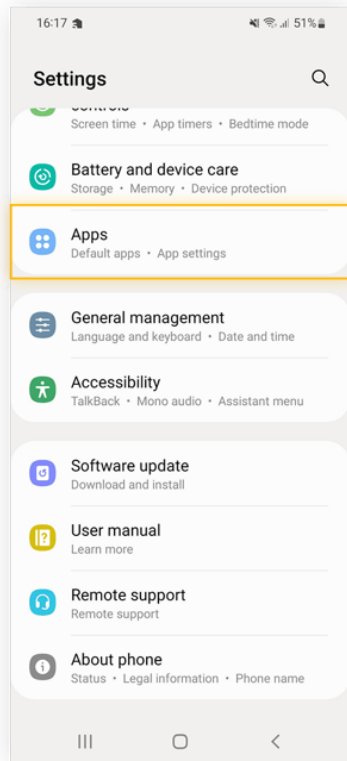 16:17 51%
Settings
Screen time • App timers • Bedtime mode
Battery and device care
Storage • Memory • Device protection
Apps
Default apps • App settings
General management
Language and keyboard • Date and time
Accessibility
TalkBack • Mono audio • Assistant menu
Software update
Download and install
User manual
Learn more
Remote support
Remote support
About phone
Status • Legal information • Phone name